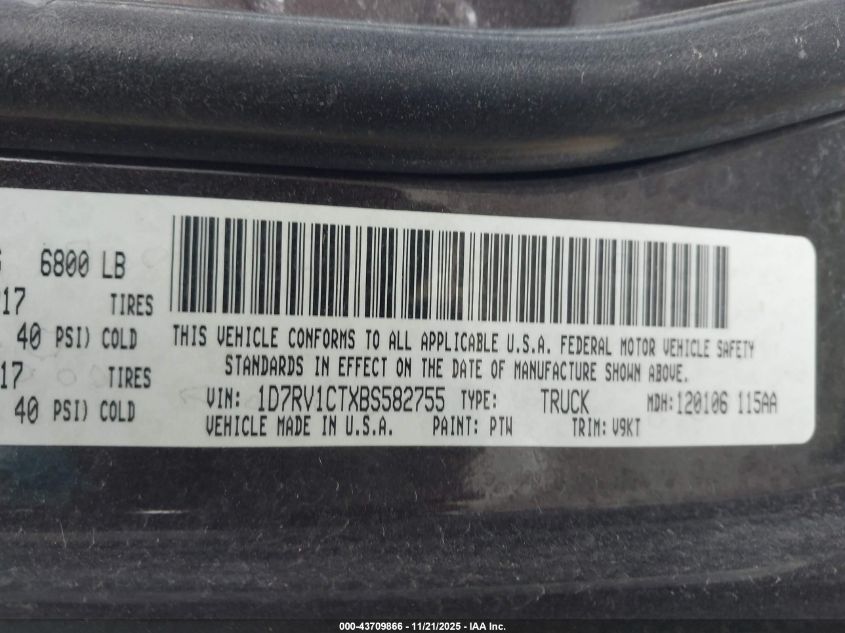 6800 LB
17 TIRES
40 PSI) COLD
17 TIRES
40 PSI) COLD
THIS VEHICLE CONFORMS TO ALL APPLICABLE U.S.A. FEDERAL MOTOR VEHICLE SAFETY
STANDARDS IN EFFECT ON THE DATE OF MANUFACTURE SHOWN ABOVE.
VIN: 1D7RV1CTXBS582755 TYPE: TRUCK MDH: 120106 115AA
VEHICLE MADE IN U.S.A. PAINT: PTW TRIM: V9KT
000-43709866 - 11/21/2025 - IAA Inc.